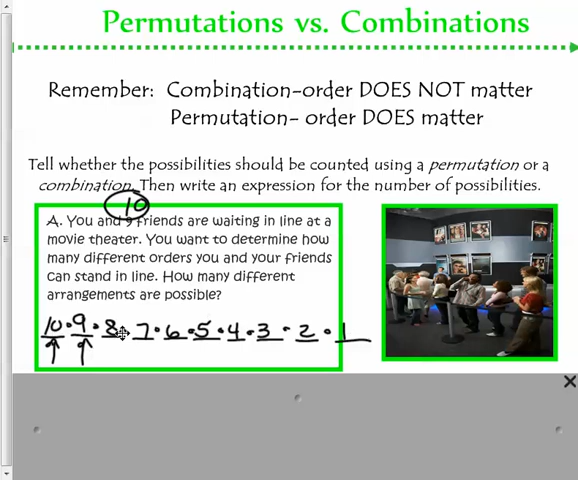 Permutations vs. Combinations
Remember: Combination-order DOES NOT matter
Permutation- order DOES matter
Tell whether the possibilities should be counted using a permutation or a
combination. Then write an expression for the number of possibilities.
10
A. You and 9 friends are waiting in line at a
movie theater. You want to determine how
many different orders you and your friends
can stand in line. How many different
arrangements are possible?
10 · 9 · 8 · 7 · 6 · 5 · 4 · 3 · 2 · 1